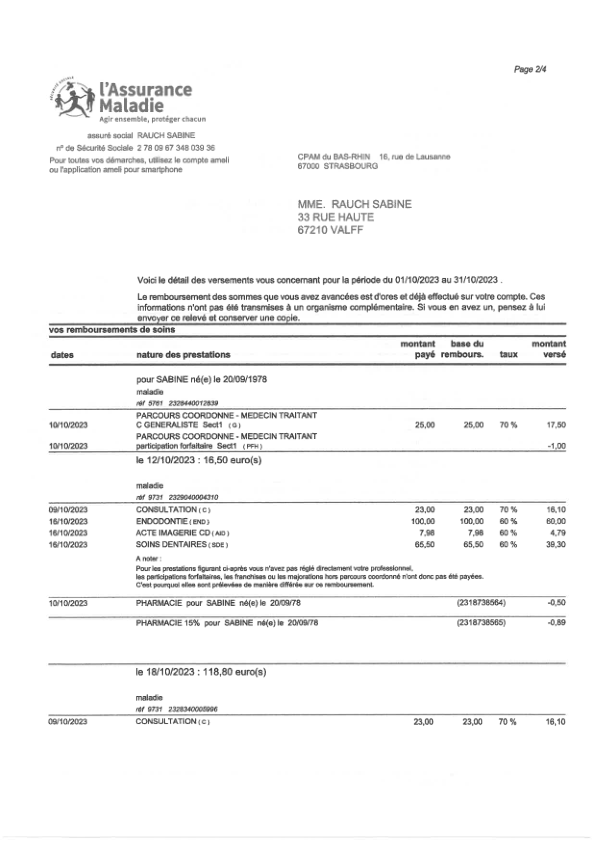 Page 2/4
SÉCURITÉ SOCIALE
l'Assurance
Maladie
Agir ensemble, protéger chacun
assuré social RAUCH SABINE
n° de Sécurité Sociale 2 78 09 67 348 039 36
Pour toutes vos démarches, utilisez le compte ameli
ou l'application ameli pour smartphone
CPAM du BAS-RHIN 16, rue de Lausanne
67000 STRASBOURG
MME. RAUCH SABINE
33 RUE HAUTE
67210 VALFF
Voici le détail des versements vous concernant pour la période du 01/10/2023 au 31/10/2023 .
Le remboursement des sommes que vous avez avancées est d'ores et déjà effectué sur votre compte. Ces
informations n'ont pas été transmises à un organisme complémentaire. Si vous en avez un, pensez à lui
envoyer ce relevé et conserver une copie.
vos remboursements de soins
dates nature des prestations montant payé base du rembours. taux montant versé
pour SABINE né(e) le 20/09/1978
maladie
réf 5761 2328440012839
PARCOURS COORDONNE - MEDECIN TRAITANT
10/10/2023 C GENERALISTE Sect1 ( G ) 25,00 25,00 70 % 17,50
PARCOURS COORDONNE - MEDECIN TRAITANT
10/10/2023 participation forfaitaire Sect1 ( PFH ) -1,00
le 12/10/2023 : 16,50 euro(s)
maladie
réf 9731 2329040004310
09/10/2023 CONSULTATION ( C ) 23,00 23,00 70 % 16,10
16/10/2023 ENDODONTIE ( END ) 100,00 100,00 60 % 60,00
16/10/2023 ACTE IMAGERIE CD ( AID ) 7,98 7,98 60 % 4,79
16/10/2023 SOINS DENTAIRES ( SDE ) 65,50 65,50 60 % 39,30
A noter :
Pour les prestations figurant ci-après vous n'avez pas réglé directement votre professionnel,
les participations forfaitaires, les franchises ou les majorations hors parcours coordonné n'ont donc pas été payées.
C'est pourquoi elles sont prélevées de manière différée sur ce remboursement.
10/10/2023 PHARMACIE pour SABINE né(e) le 20/09/78 (2318738564) -0,50
PHARMACIE 15% pour SABINE né(e) le 20/09/78 (2318738565) -0,89
le 18/10/2023 : 118,80 euro(s)
maladie
réf 9731 2328340005996
09/10/2023 CONSULTATION ( C ) 23,00 23,00 70 % 16,10